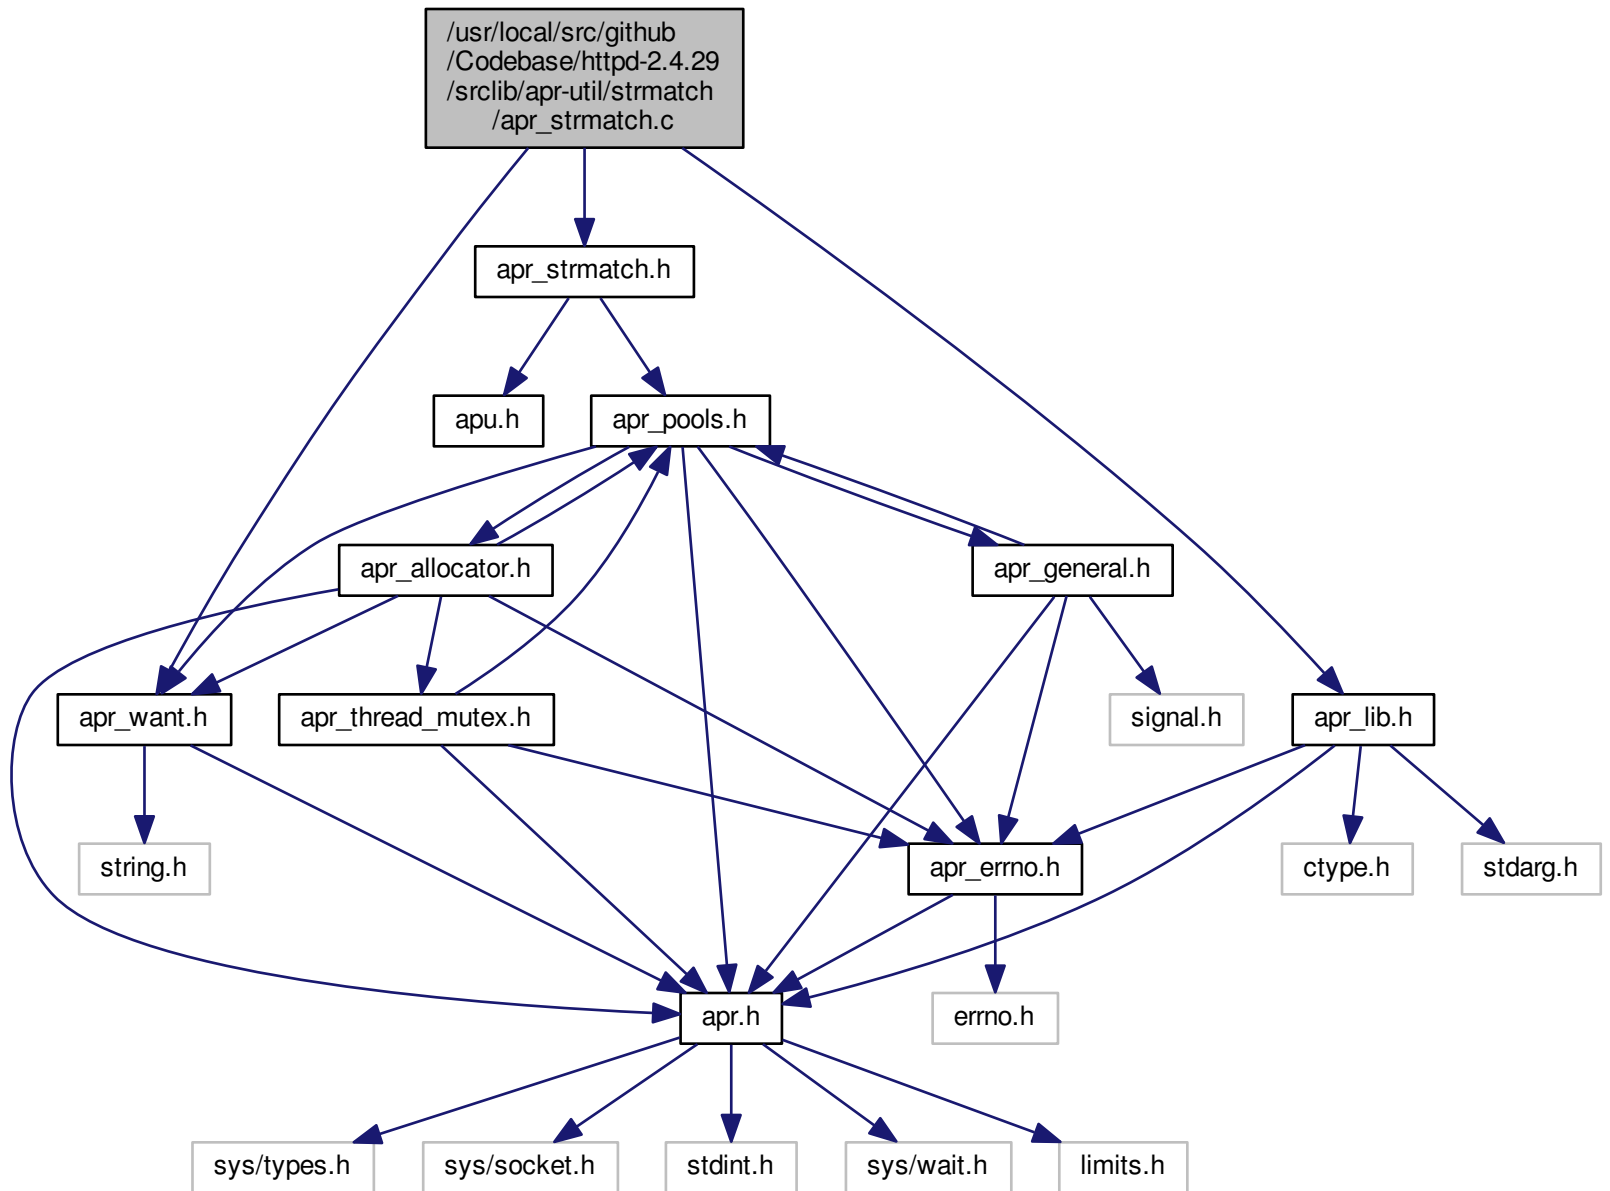 /usr/local/src/github
/Codebase/httpd-2.4.29
/srclib/apr-util/strmatch
/apr_strmatch.c
apr_strmatch.h
apu.h
apr_pools.h
apr_allocator.h
apr_general.h
apr_want.h
apr_thread_mutex.h
signal.h
apr_lib.h
string.h
apr_errno.h
ctype.h
stdarg.h
apr.h
errno.h
sys/types.h
sys/socket.h
stdint.h
sys/wait.h
limits.h